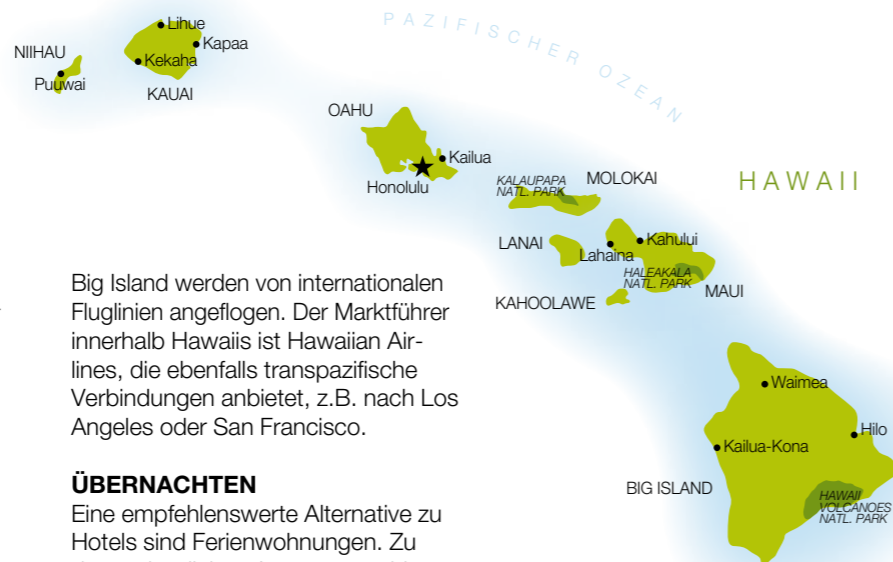 PAZIFISCHER OZEAN
HAWAII
NIIHAU
Puuwai
Lihue
Kapaa
Kekaha
KAUAI
OAHU
Kailua
Honolulu
KALAUPAPA
NATL. PARK
MOLOKAI
LANAI
Lahaina
Kahului
HALEAKALA
NATL. PARK
MAUI
KAHOOLAWE
Waimea
Hilo
Kailua-Kona
BIG ISLAND
HAWAII
VOLCANOES
NATL. PARK
Big Island werden von internationalen
Fluglinien angeflogen. Der Marktführer
innerhalb Hawaiis ist Hawaiian Air-
lines, die ebenfalls transpazifische
Verbindungen anbietet, z.B. nach Los
Angeles oder San Francisco.
ÜBERNACHTEN
Eine empfehlenswerte Alternative zu
Hotels sind Ferienwohnungen. Zu